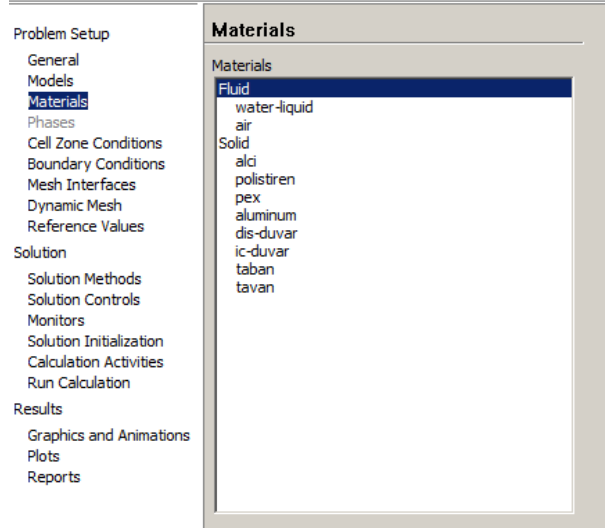 Problem Setup
General
Models
Materials
Phases
Cell Zone Conditions
Boundary Conditions
Mesh Interfaces
Dynamic Mesh
Reference Values
Solution
Solution Methods
Solution Controls
Monitors
Solution Initialization
Calculation Activities
Run Calculation
Results
Graphics and Animations
Plots
Reports
Materials
Materials
Fluid
water-liquid
air
Solid
alci
polistiren
pex
aluminum
dis-duvar
ic-duvar
taban
tavan